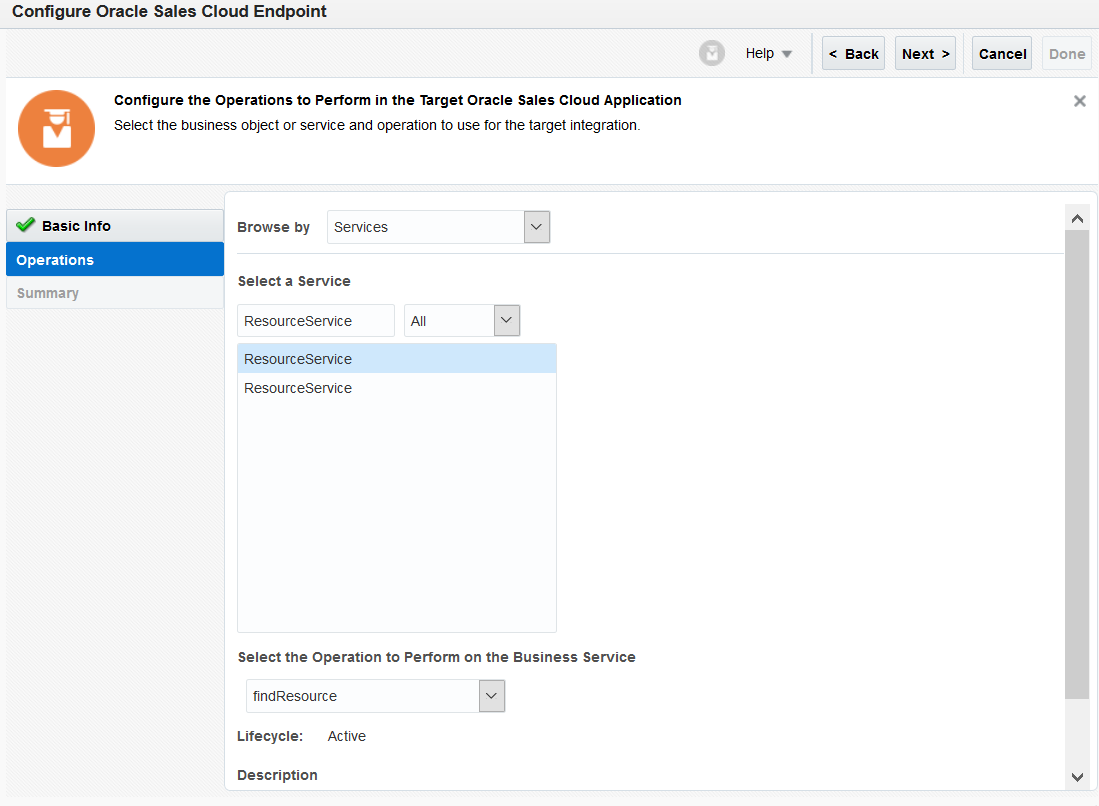 Configure Oracle Sales Cloud Endpoint
Help
< Back
Next >
Cancel
Done
Configure the Operations to Perform in the Target Oracle Sales Cloud Application
Select the business object or service and operation to use for the target integration.
Basic Info
Operations
Summary
Browse by Services
Select a Service
ResourceService All
ResourceService
ResourceService
Select the Operation to Perform on the Business Service
findResource
Lifecycle: Active
Description